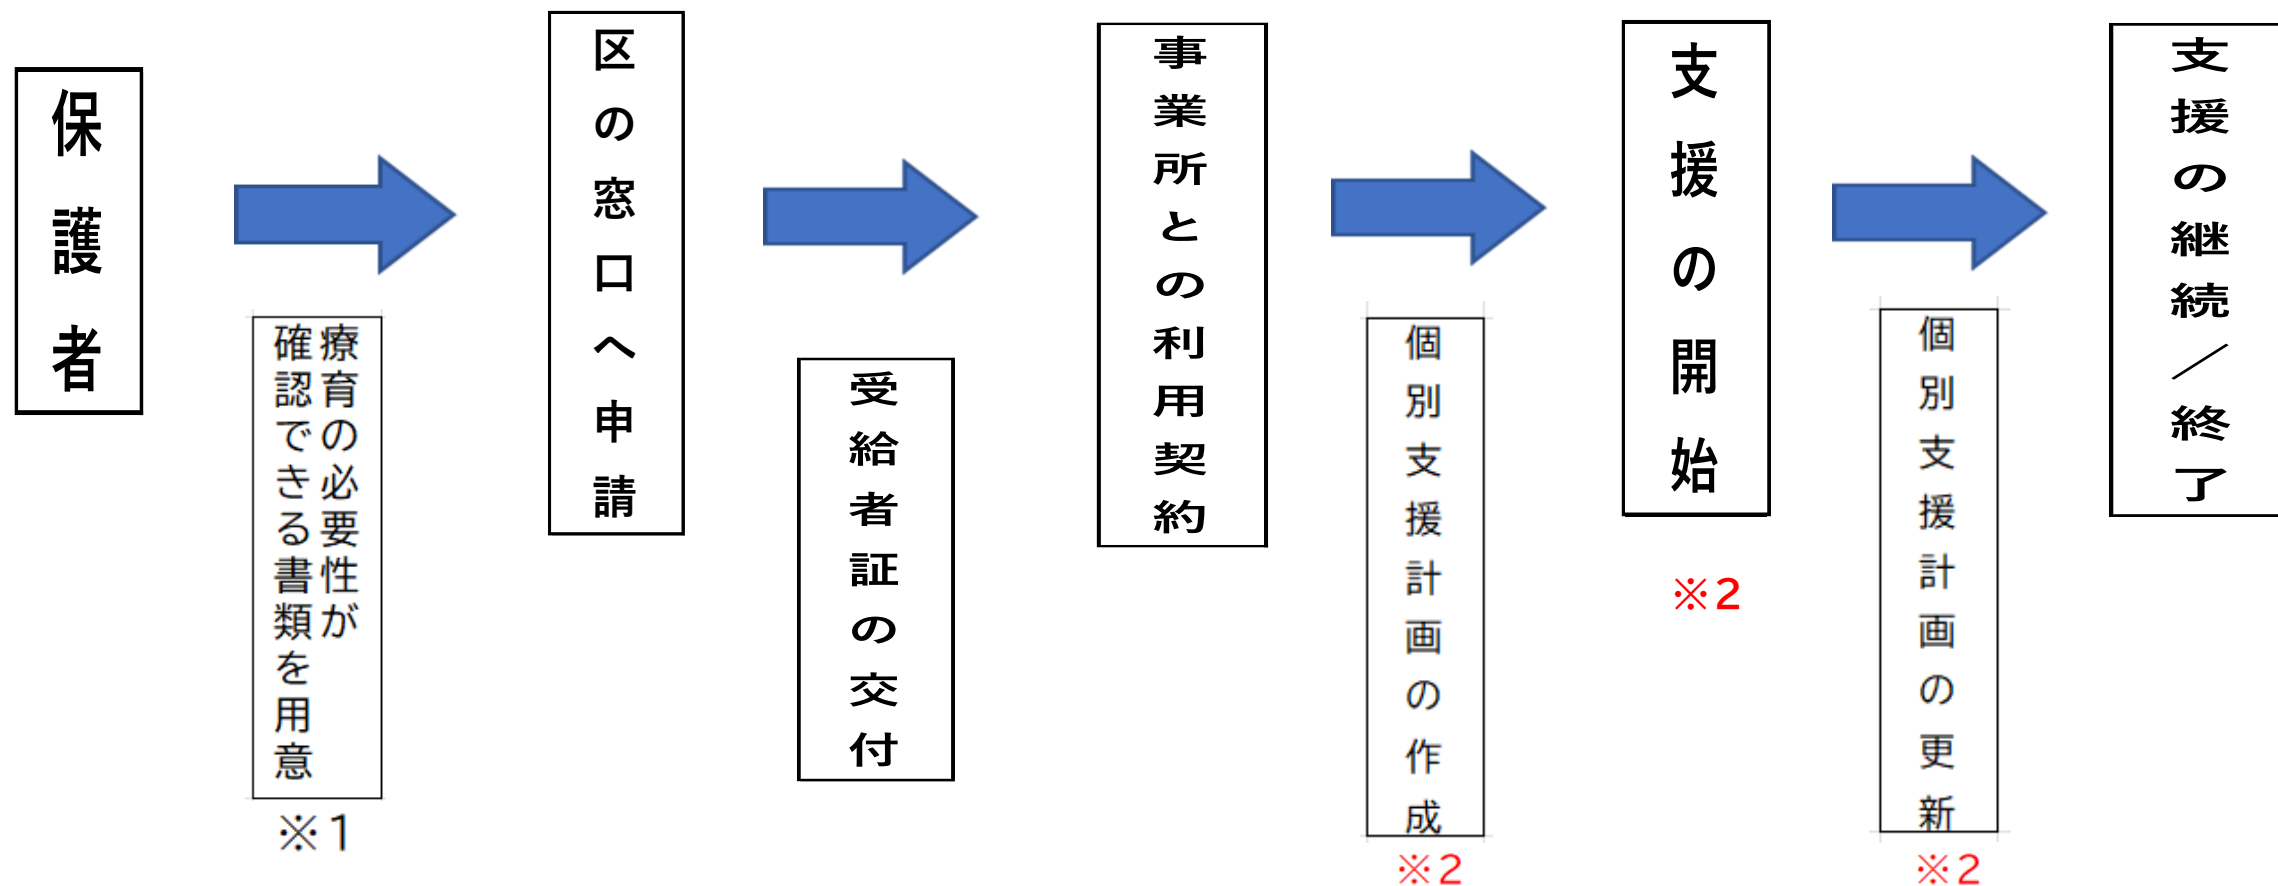 保護者
療育の必要性が
確認できる書類を用意
※1
区の窓口へ申請
受給者証の交付
事業所との利用契約
個別支援計画の作成
※2
支援の開始
※2
個別支援計画の更新
※2
支援の継続／終了